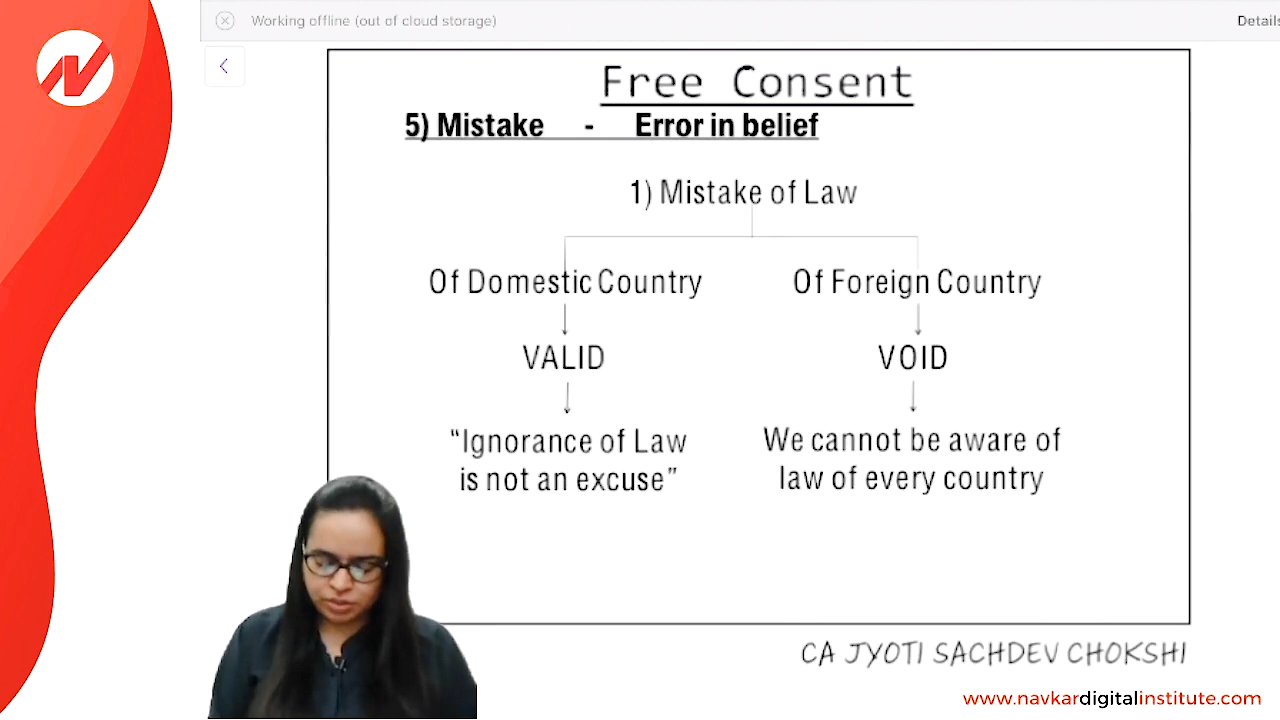 Working offline (out of cloud storage)
Details
Free Consent
5) Mistake - Error in belief
1) Mistake of Law
Of Domestic Country
Of Foreign Country
VALID
VOID
“Ignorance of Law
is not an excuse”
We cannot be aware of
law of every country
CA JYOTI SACHDEV CHOKSHI
www.navkardigitalinstitute.com